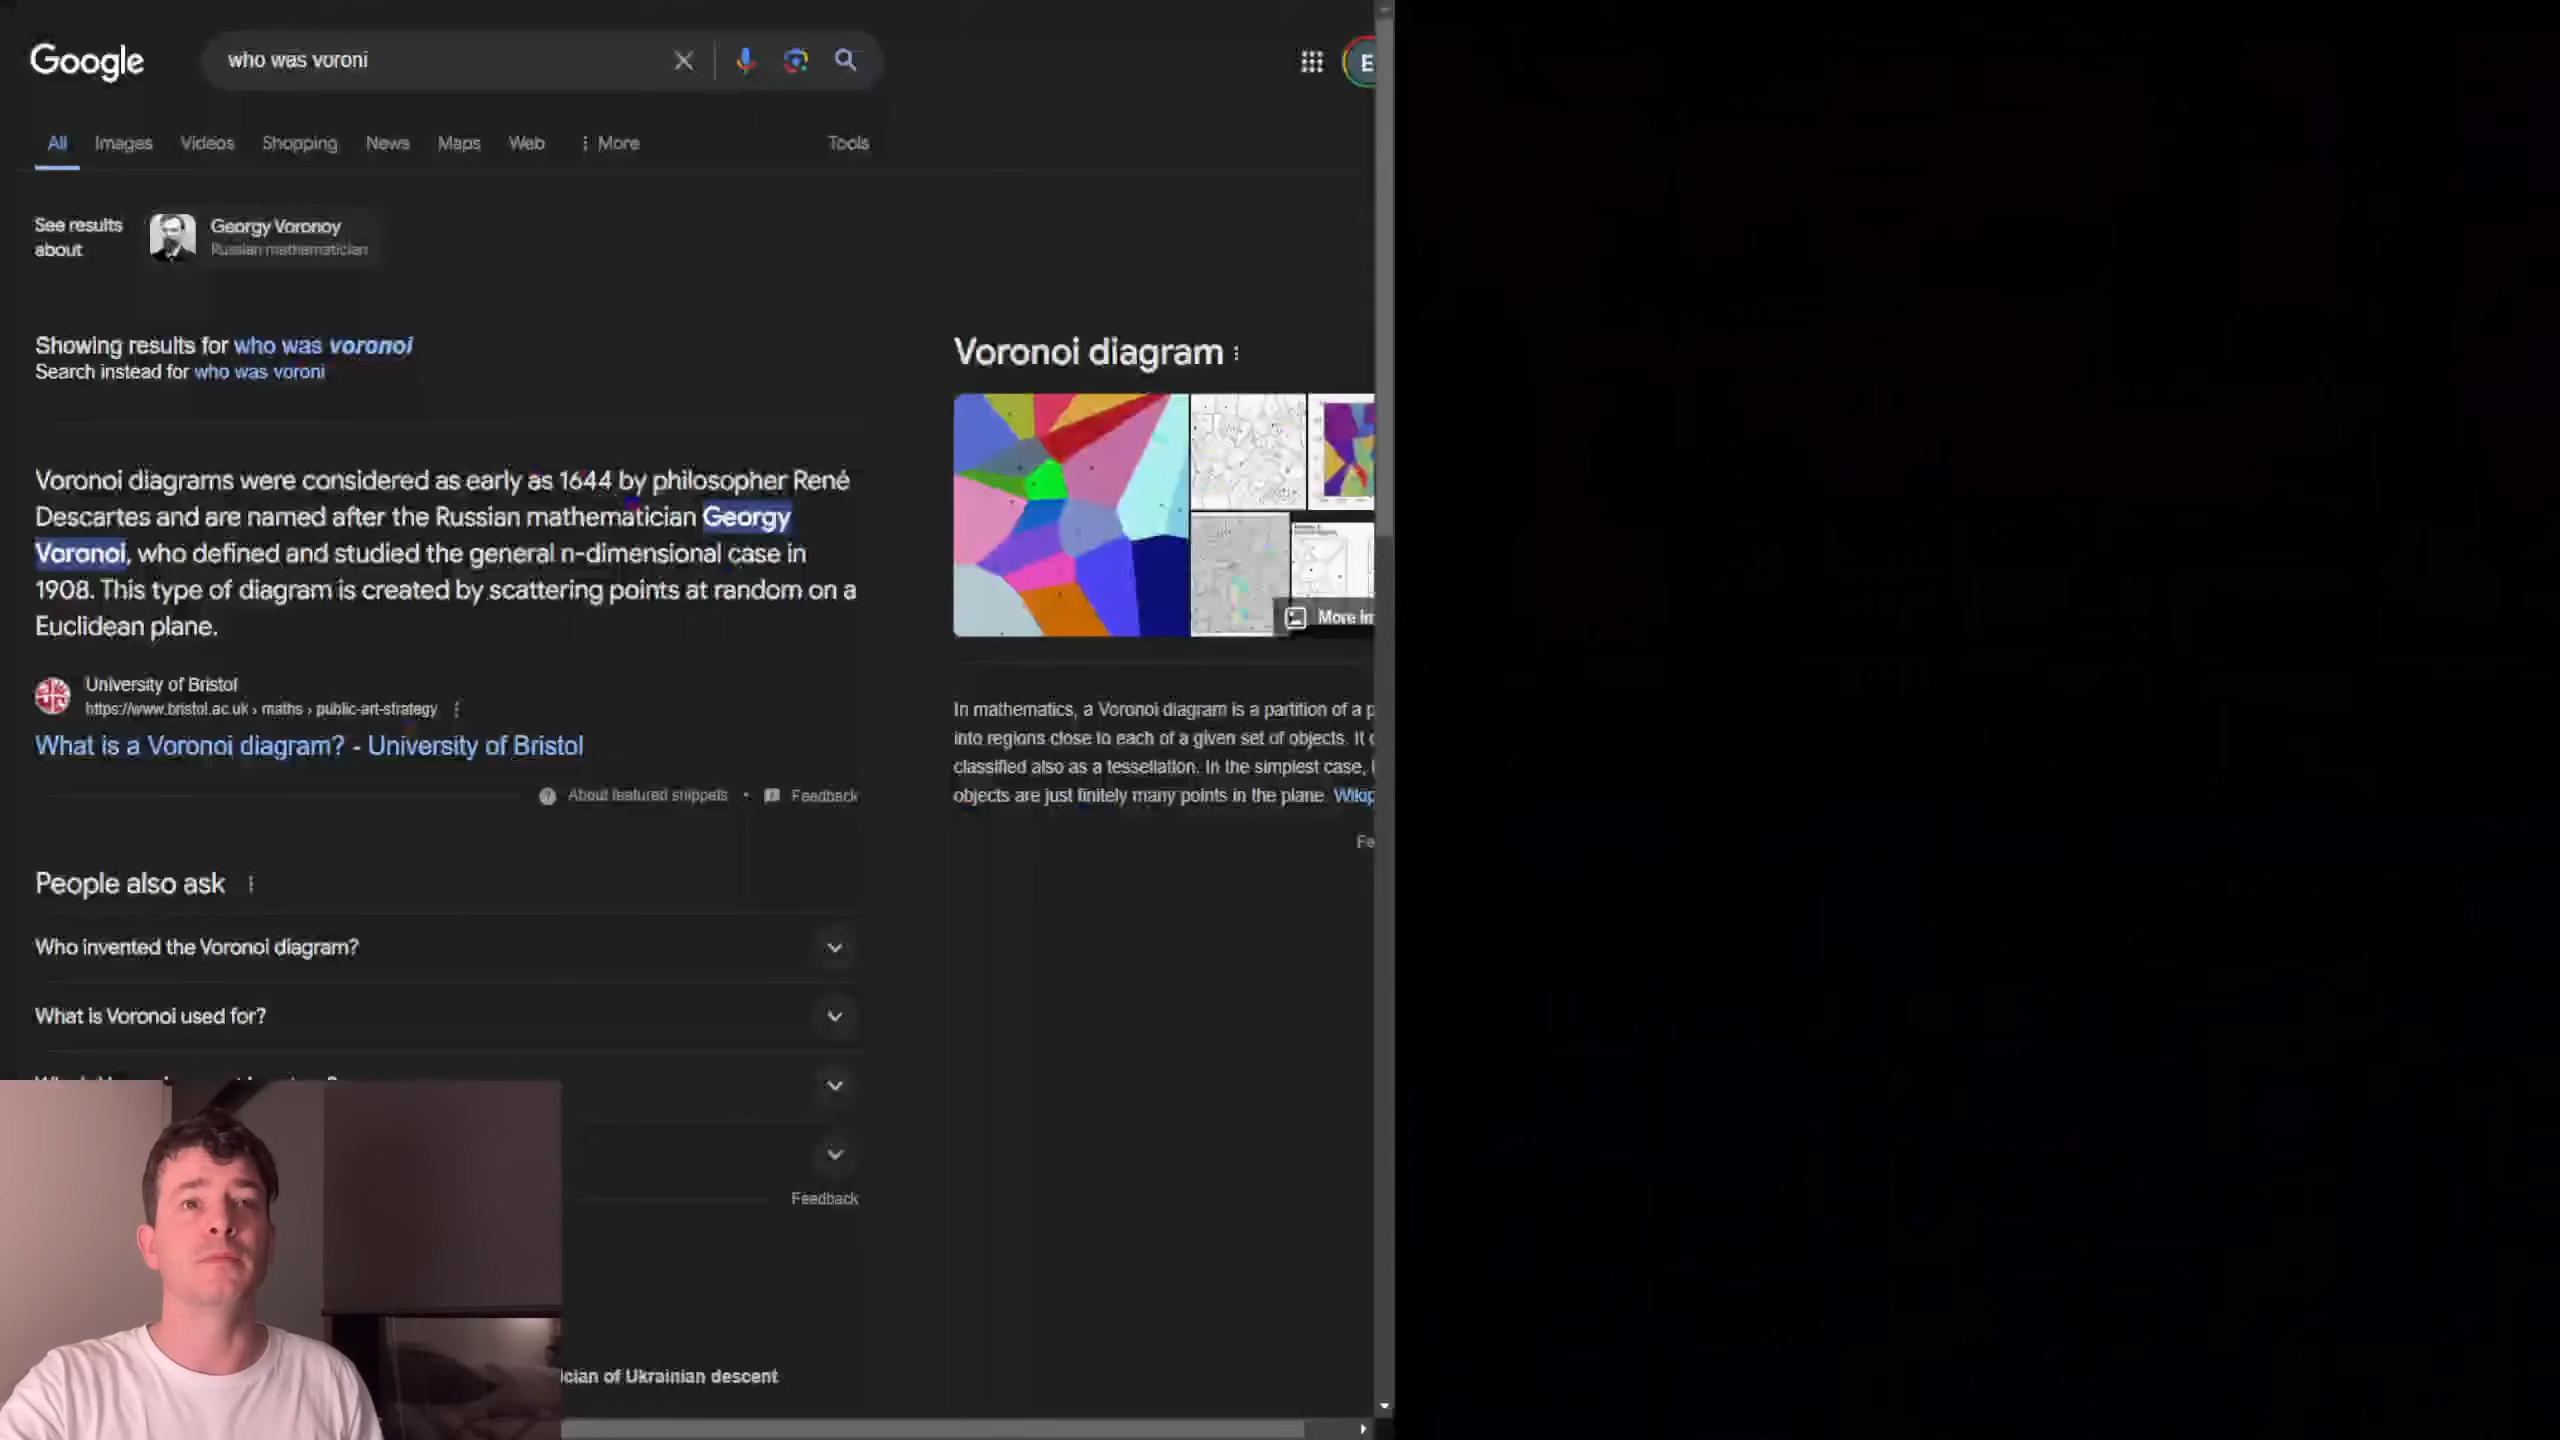 Google
who was voroni
E
All Images Videos Shopping News Maps Web More Tools
See results about
Georgy Voronoy
Russian mathematician
Showing results for who was voronoi
Search instead for who was voroni
Voronoi diagrams were considered as early as 1644 by philosopher René
Descartes and are named after the Russian mathematician Georgy
Voronoi, who defined and studied the general n-dimensional case in
1908. This type of diagram is created by scattering points at random on a
Euclidean plane.
University of Bristol
https://www.bristol.ac.uk › maths › public-art-strategy
What is a Voronoi diagram? - University of Bristol
About featured snippets • Feedback
People also ask
Who invented the Voronoi diagram?
What is Voronoi used for?
Feedback
ician of Ukrainian descent
Voronoi diagram
More im
In mathematics, a Voronoi diagram is a partition of a p
into regions close to each of a given set of objects. It c
classified also as a tessellation. In the simplest case,
objects are just finitely many points in the plane. Wikip
Fe